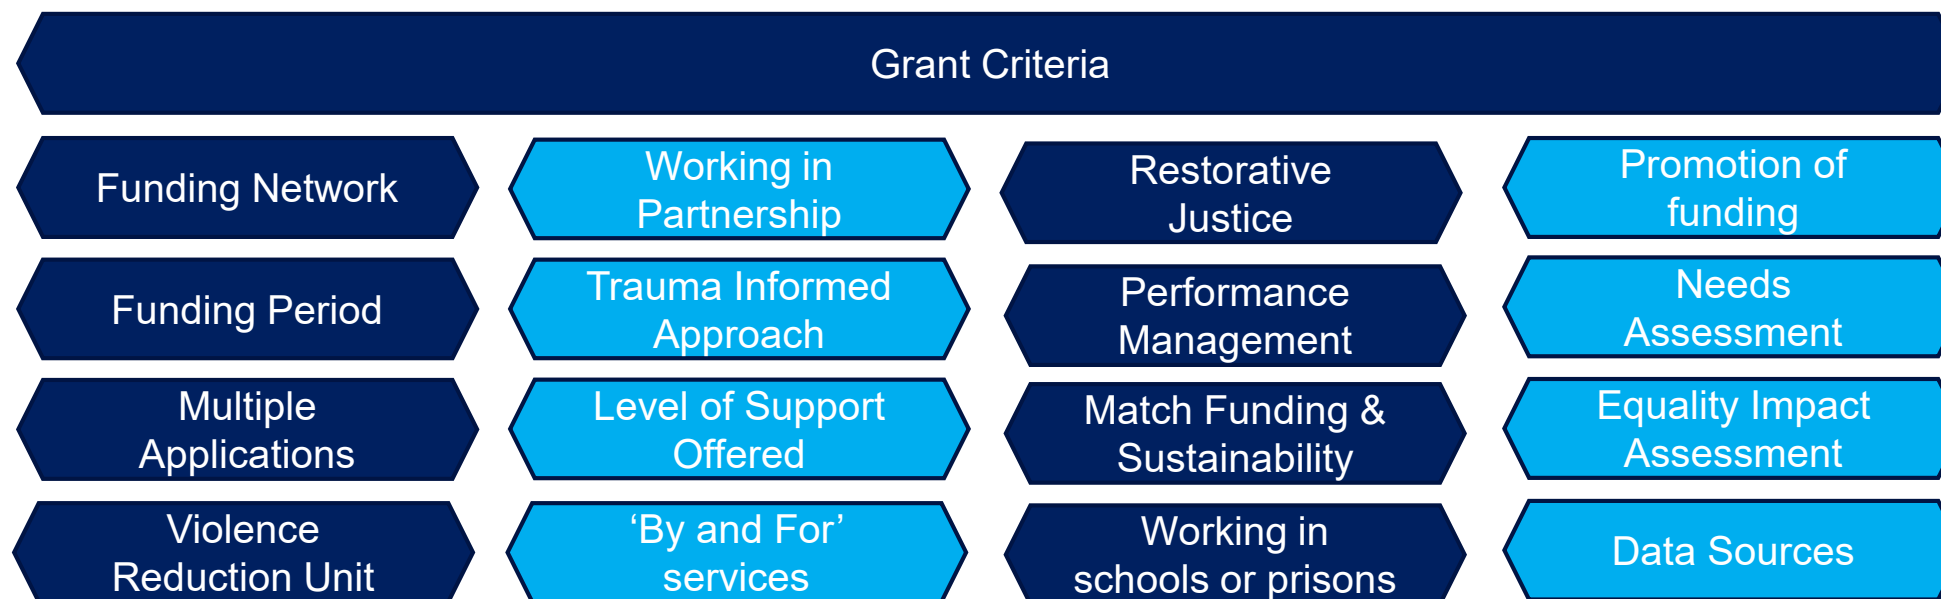 Grant Criteria
Funding Network
Working in
Partnership
Restorative
Justice
Promotion of
funding
Funding Period
Trauma Informed
Approach
Performance
Management
Needs
Assessment
Multiple
Applications
Level of Support
Offered
Match Funding &
Sustainability
Equality Impact
Assessment
Violence
Reduction Unit
‘By and For’
services
Working in
schools or prisons
Data Sources